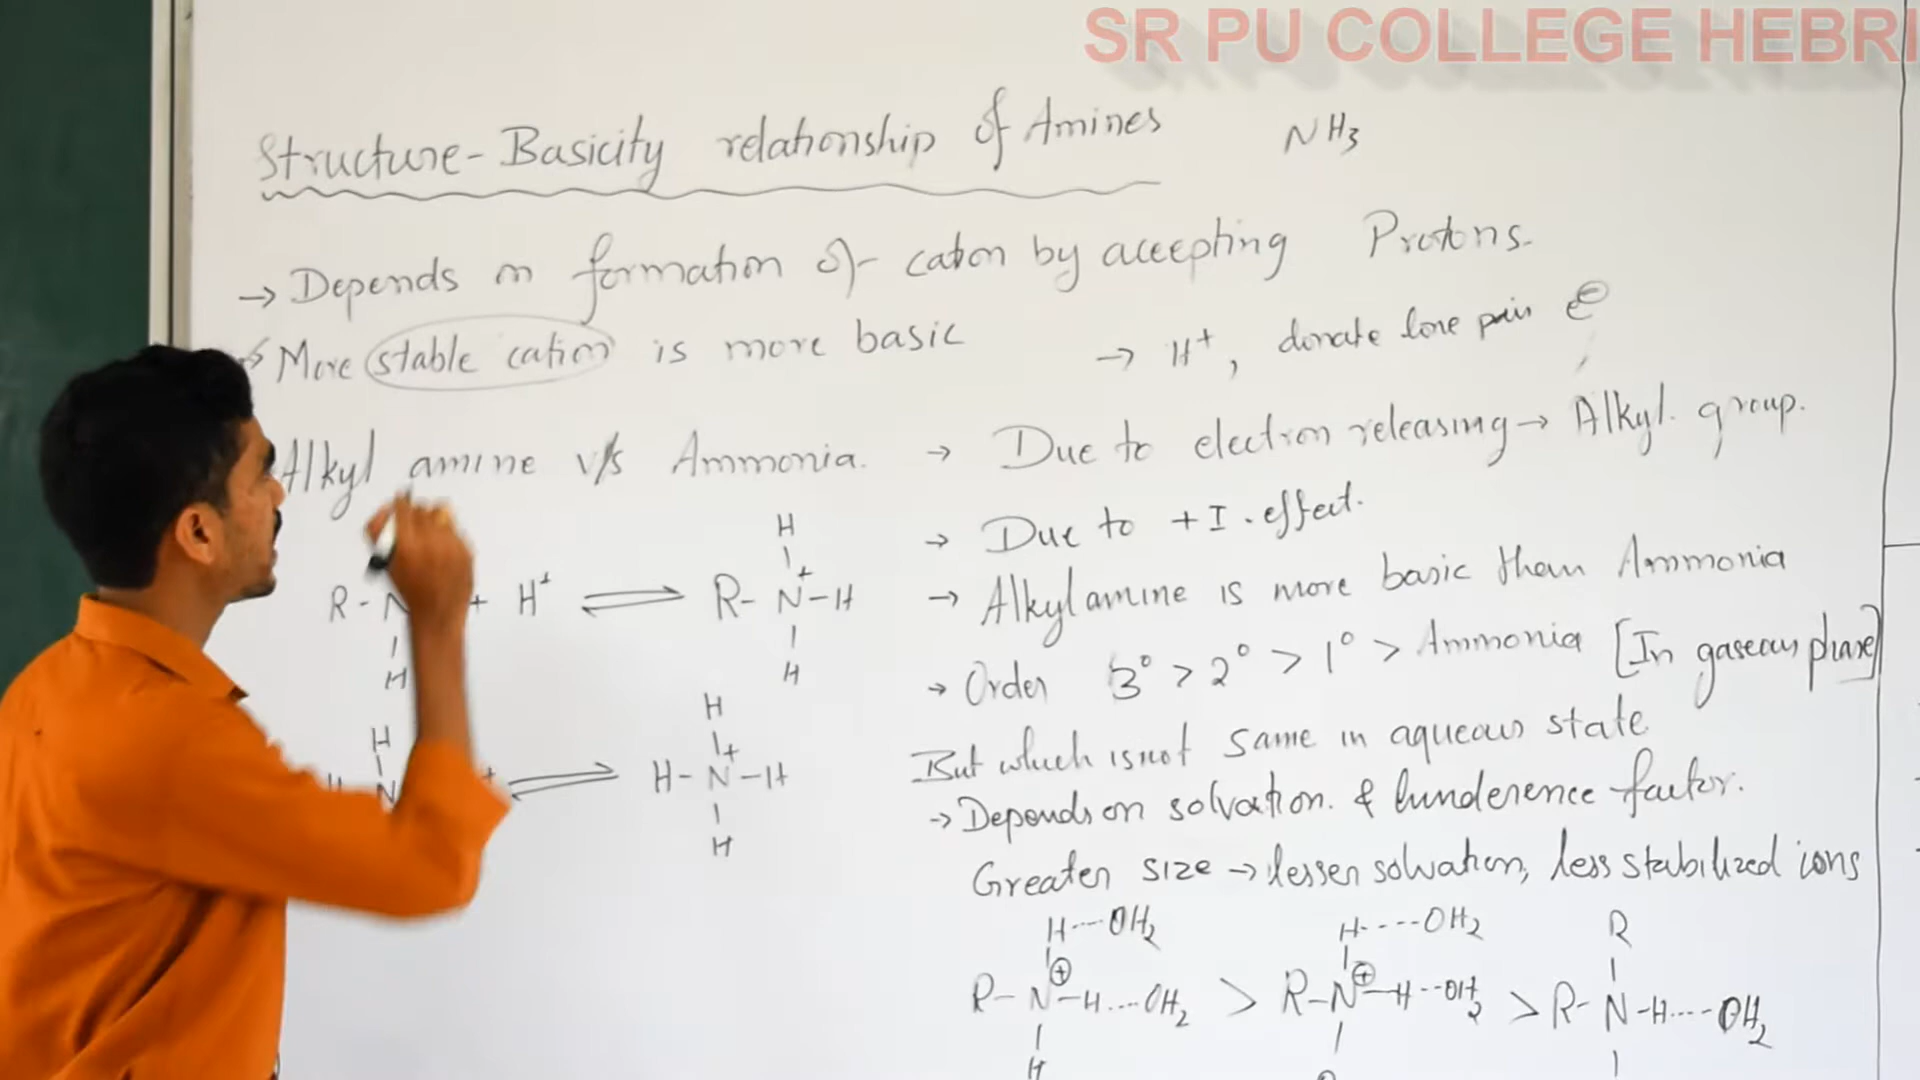 SR PU COLLEGE HEBRI
Structure-Basicity relationship of Amines
NH3
→ Depends on formation of cation by accepting Protons.
More stable cation is more basic
→ H⁺, donate lone pair e⊖
Alkyl amine v/s Ammonia.
→ Due to electron releasing → Alkyl group.
→ Due to +I effect.
→ Alkylamine is more basic than Ammonia
→ Order 3° > 2° > 1° > Ammonia [In gaseous phase]
But which is not same in aqueous state
→ Depends on solvation & hinderence factor.
Greater size → lesser solvation, less stabilized ions
H
R-N + H⁺ ⇌ R-N⁺-H
H H
H H
N ⇌ H-N⁺-H
H
H---OH2 H----OH2 R
R-N⊕-H---OH2 > R-N⊕-H--OH2 > R-N-H----OH2
H